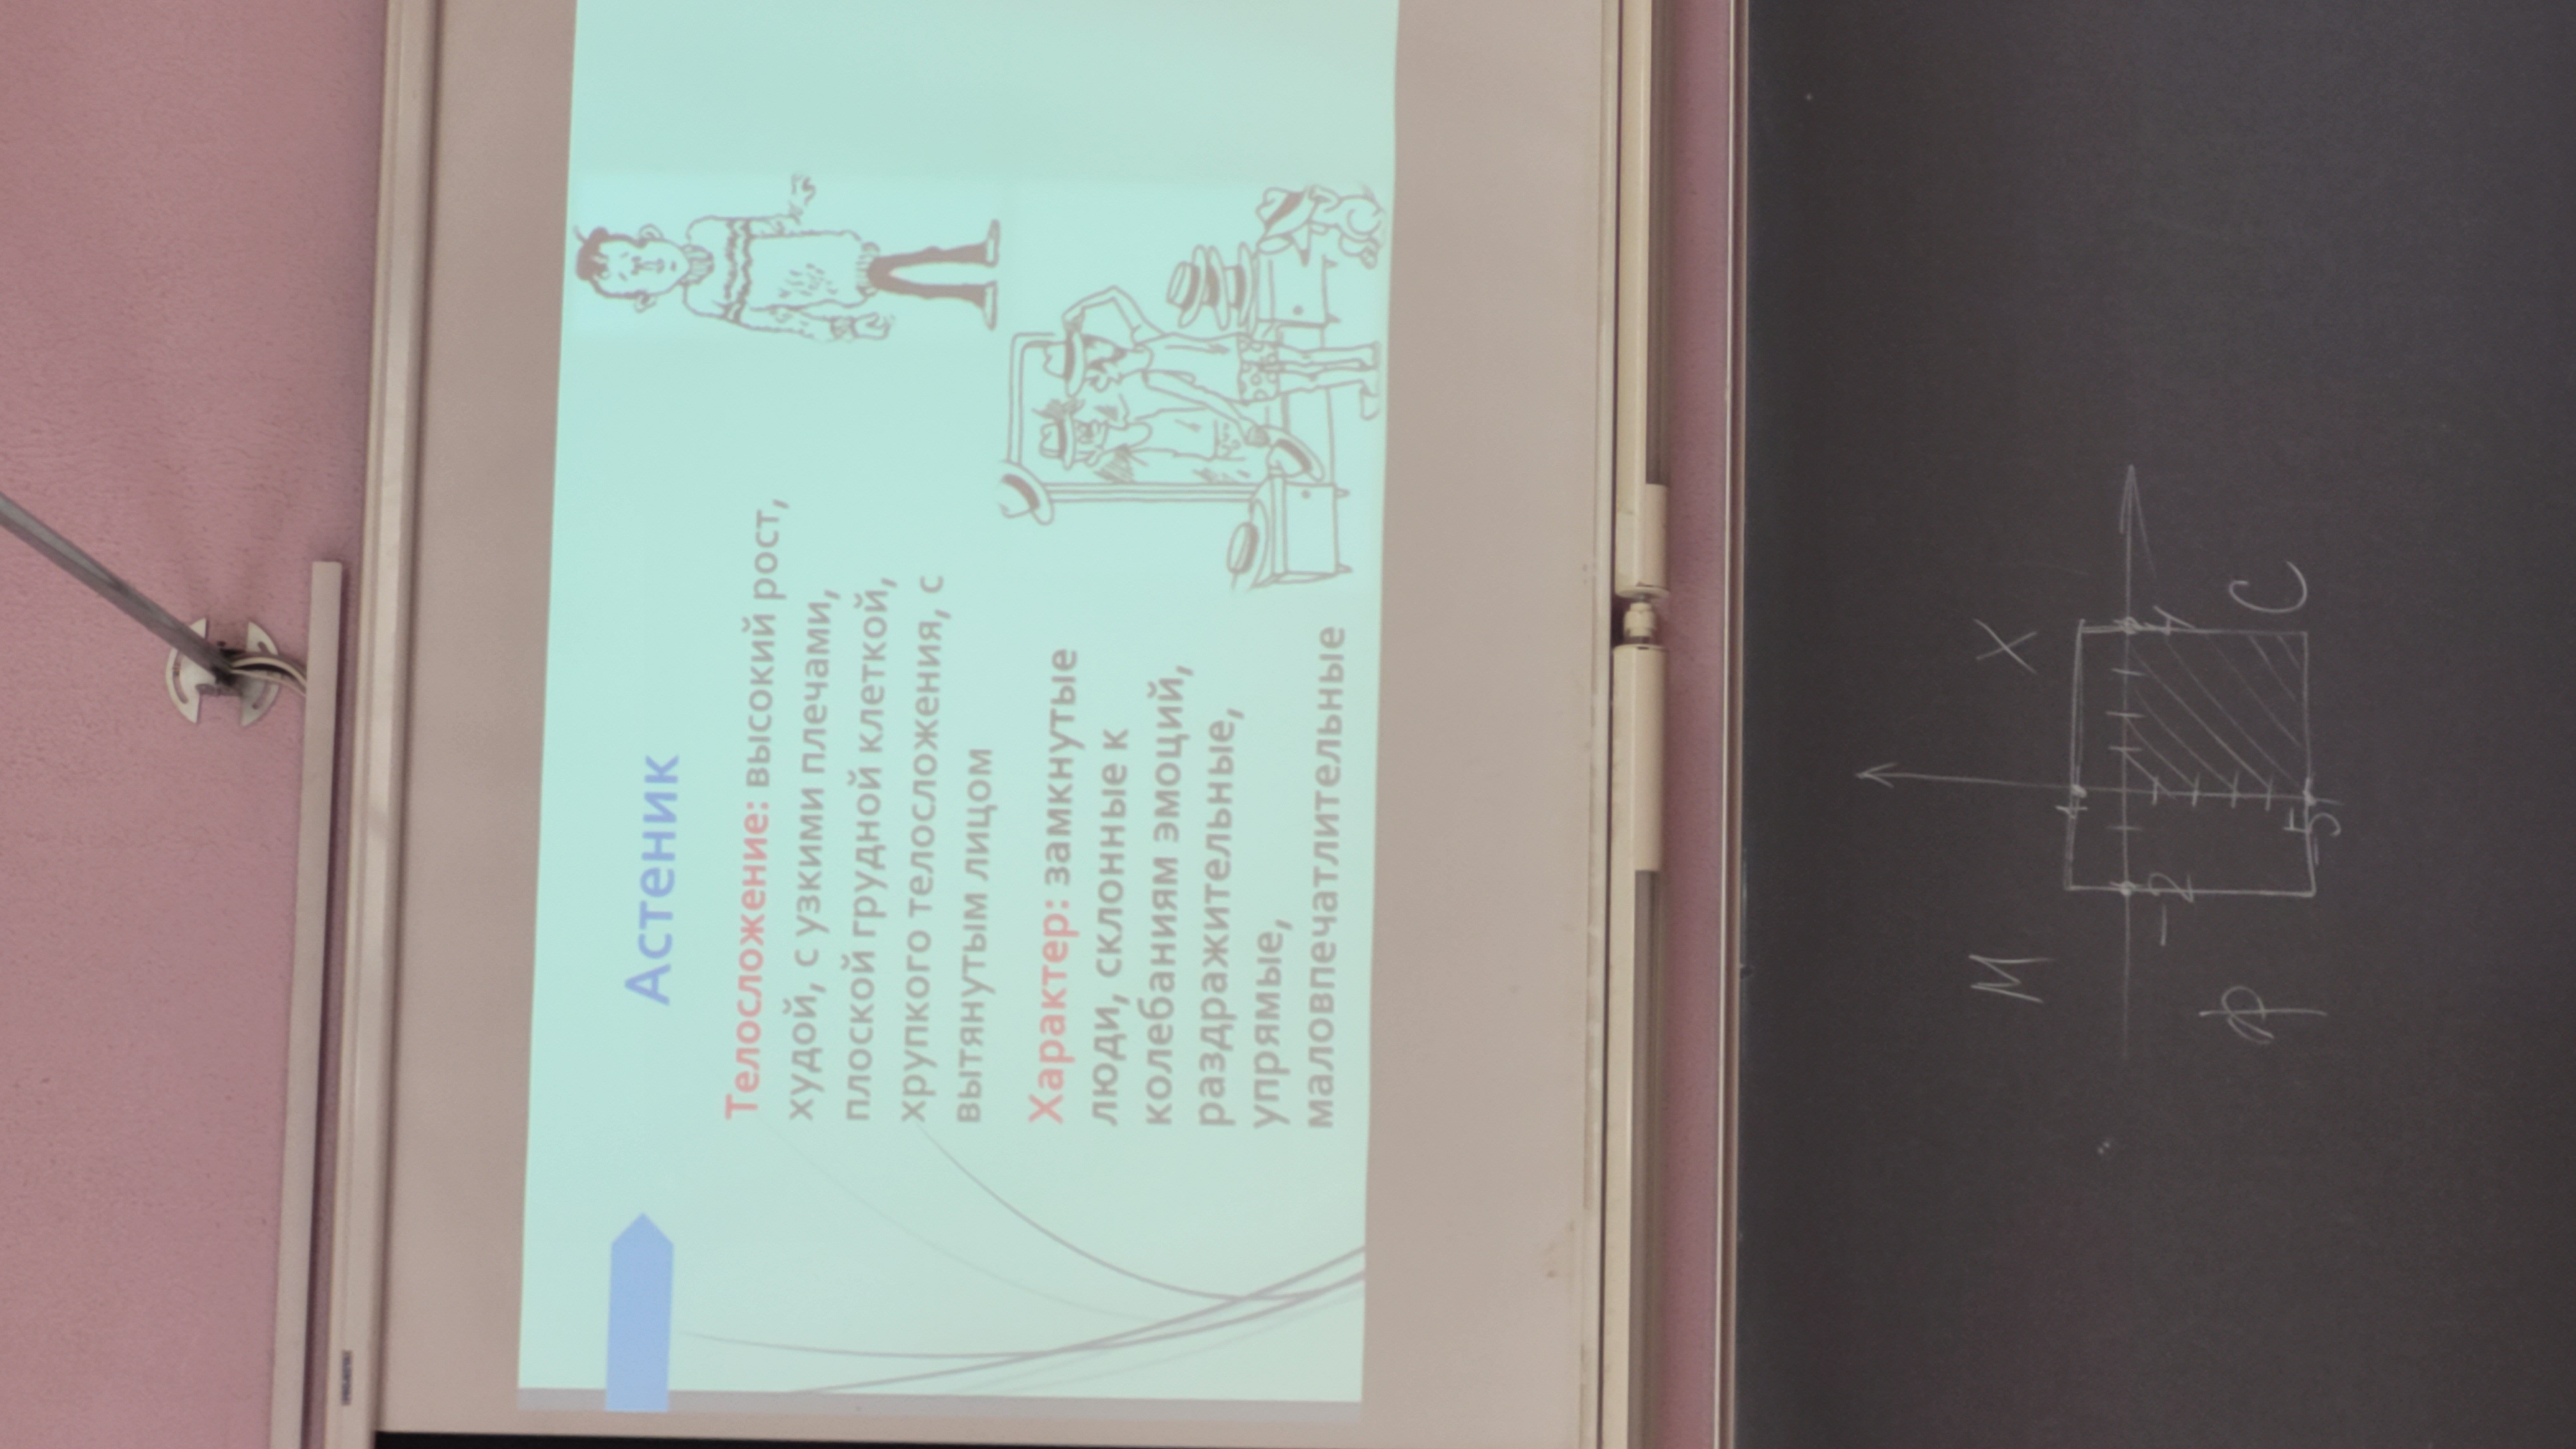 Астеник
Телосложение: высокий рост,
худой, с узкими плечами,
плоской грудной клеткой,
хрупкого телосложения, с
вытянутым лицом
Характер: замкнутые
люди, склонные к
колебаниям эмоций,
раздражительные,
упрямые,
маловпечатлительные
М Х
1
-2 4
Ф С
-5